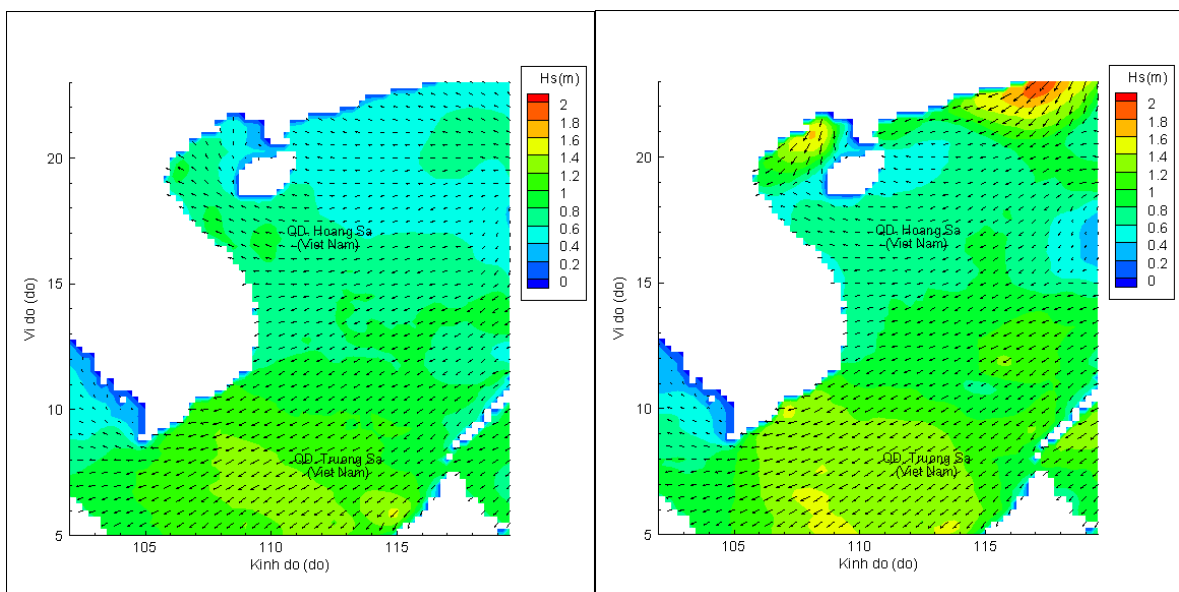 Hs(m)
2
1.8
1.6
1.4
1.2
1
0.8
0.6
0.4
0.2
0
20
15
10
5
Vi do (do)
QD. Hoang Sa
(Viet Nam)
QD. Truong Sa
(Viet Nam)
105
110
115
Kinh do (do)
Hs(m)
2
1.8
1.6
1.4
1.2
1
0.8
0.6
0.4
0.2
0
20
15
10
5
Vi do (do)
QD. Hoang Sa
(Viet Nam)
QD. Truong Sa
(Viet Nam)
105
110
115
Kinh do (do)